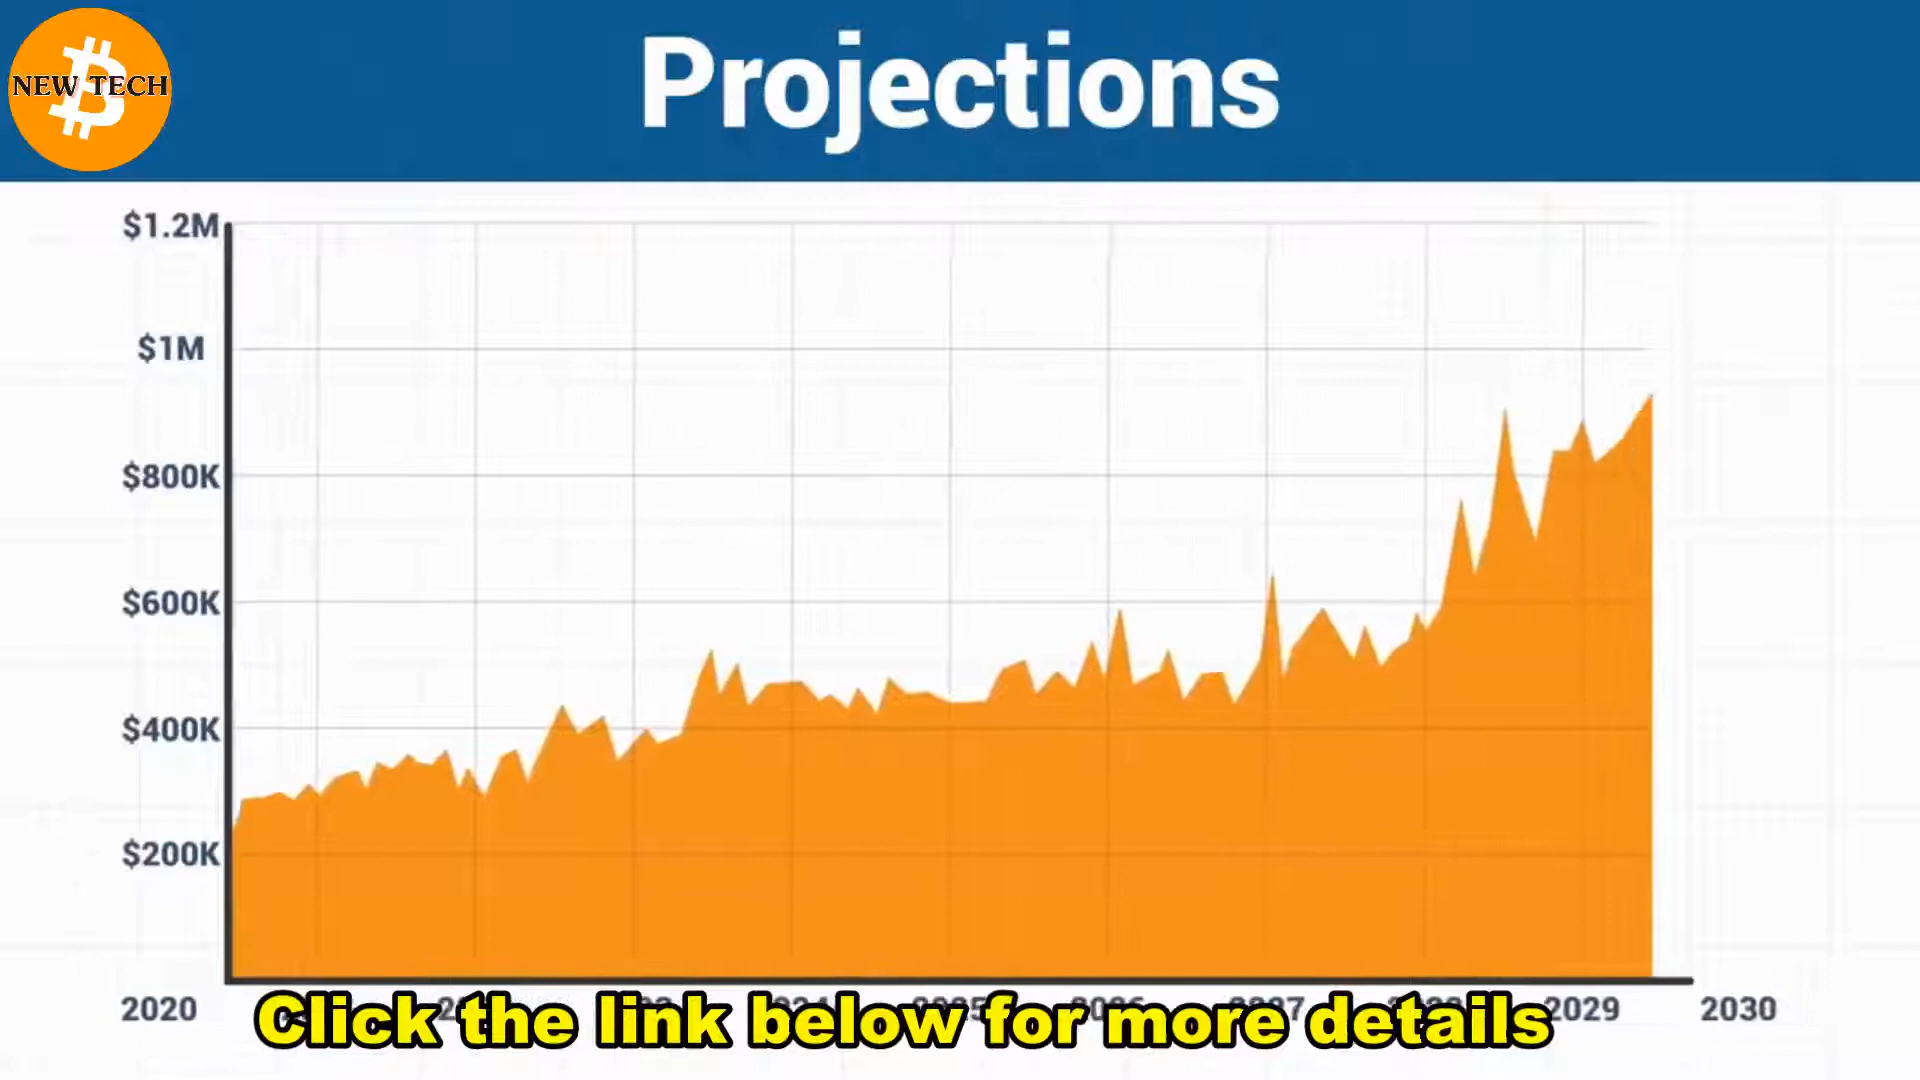 NEW TECH
Projections
$1.2M
$1M
$800K
$600K
$400K
$200K
2020
2029
2030
Click the link below for more details